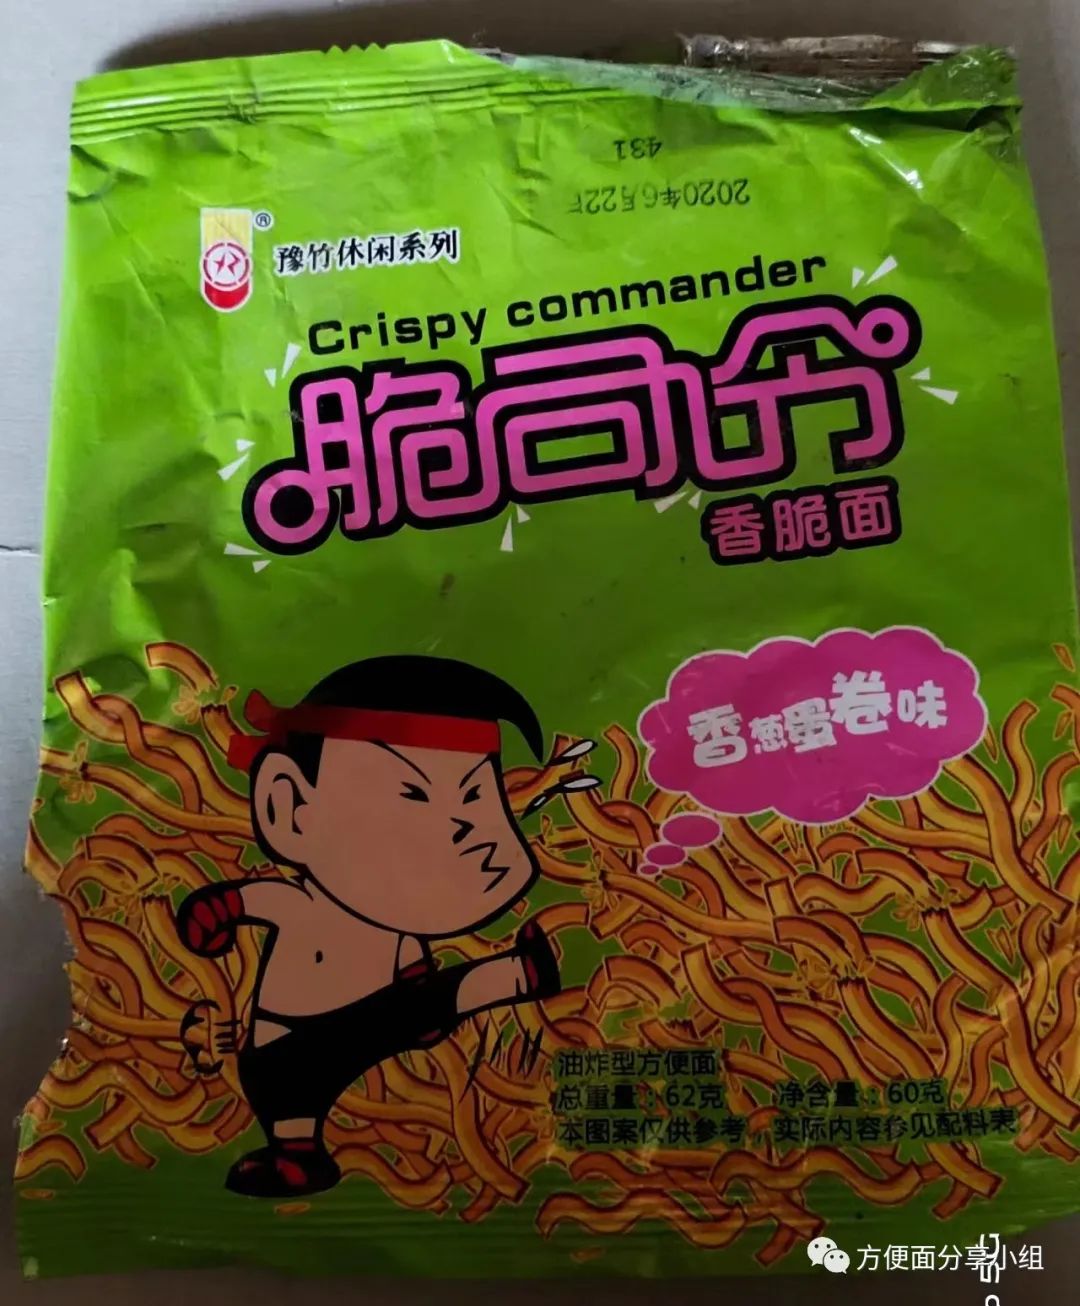 2020年6月22日
431
®
豫竹休闲系列
Crispy commander
脆司令
香脆面
香葱蛋卷味
油炸型方便面
总重量：62克 净含量：60克
本图案仅供参考，实际内容参见配料表
方便面分享小组